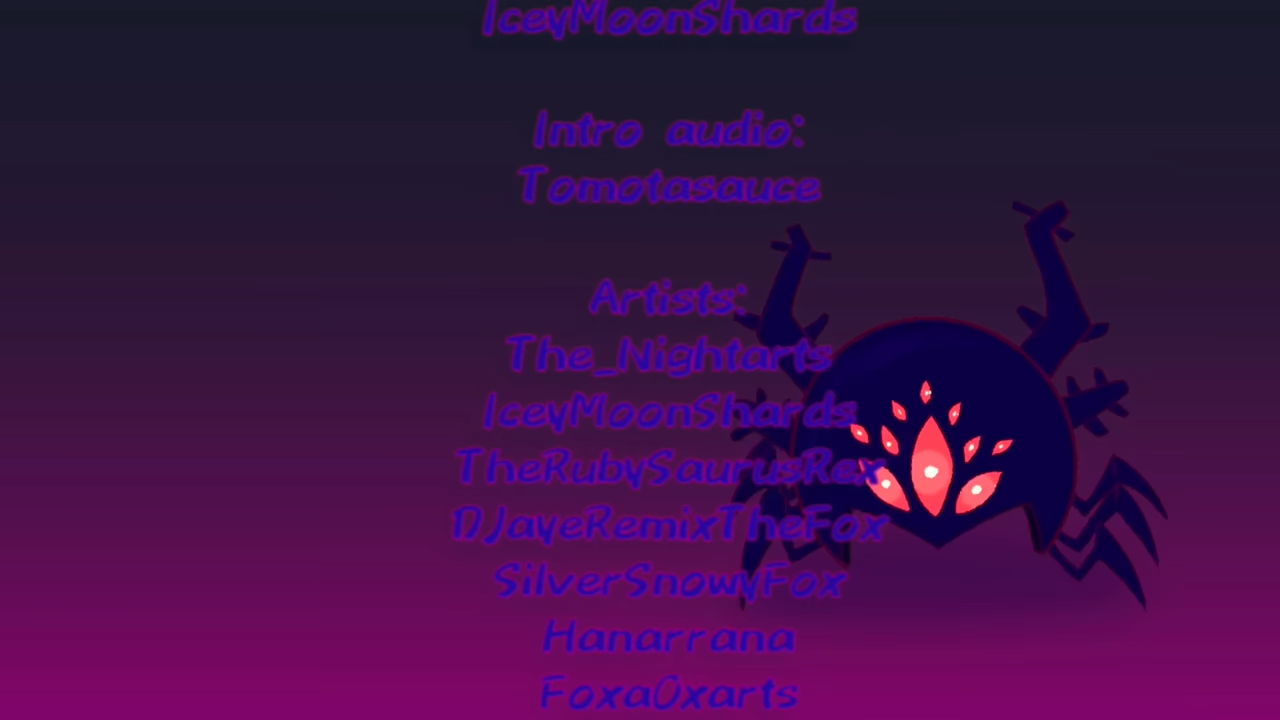 IceyMoonShards
Intro audio:
Tomotasauce
Artists:
The_Nightarts
IceyMoonShards
TheRubySaurusRex
DJayeRemixTheFox
SilverSnowyFox
Hanarrana
FoxaOxarts